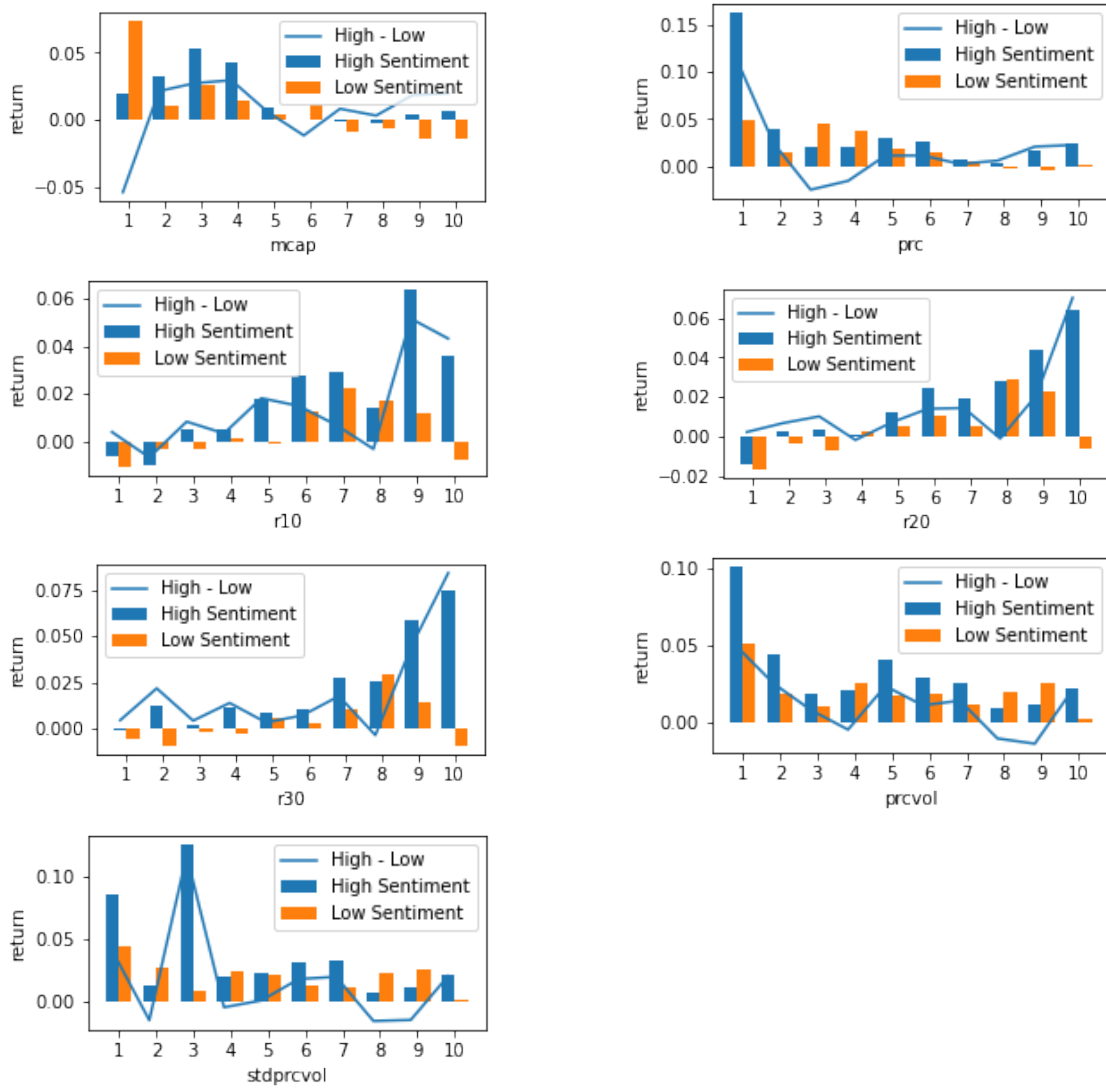 0.05
0.00
−0.05
return
High - Low
High Sentiment
Low Sentiment
1 2 3 4 5 6 7 8 9 10
mcap
0.15
0.10
0.05
0.00
return
High - Low
High Sentiment
Low Sentiment
1 2 3 4 5 6 7 8 9 10
prc
0.06
0.04
0.02
0.00
return
High - Low
High Sentiment
Low Sentiment
1 2 3 4 5 6 7 8 9 10
r10
0.06
0.04
0.02
0.00
−0.02
return
High - Low
High Sentiment
Low Sentiment
1 2 3 4 5 6 7 8 9 10
r20
0.075
0.050
0.025
0.000
return
High - Low
High Sentiment
Low Sentiment
1 2 3 4 5 6 7 8 9 10
r30
0.10
0.05
0.00
return
High - Low
High Sentiment
Low Sentiment
1 2 3 4 5 6 7 8 9 10
prcvol
0.10
0.05
0.00
return
High - Low
High Sentiment
Low Sentiment
1 2 3 4 5 6 7 8 9 10
stdprcvol